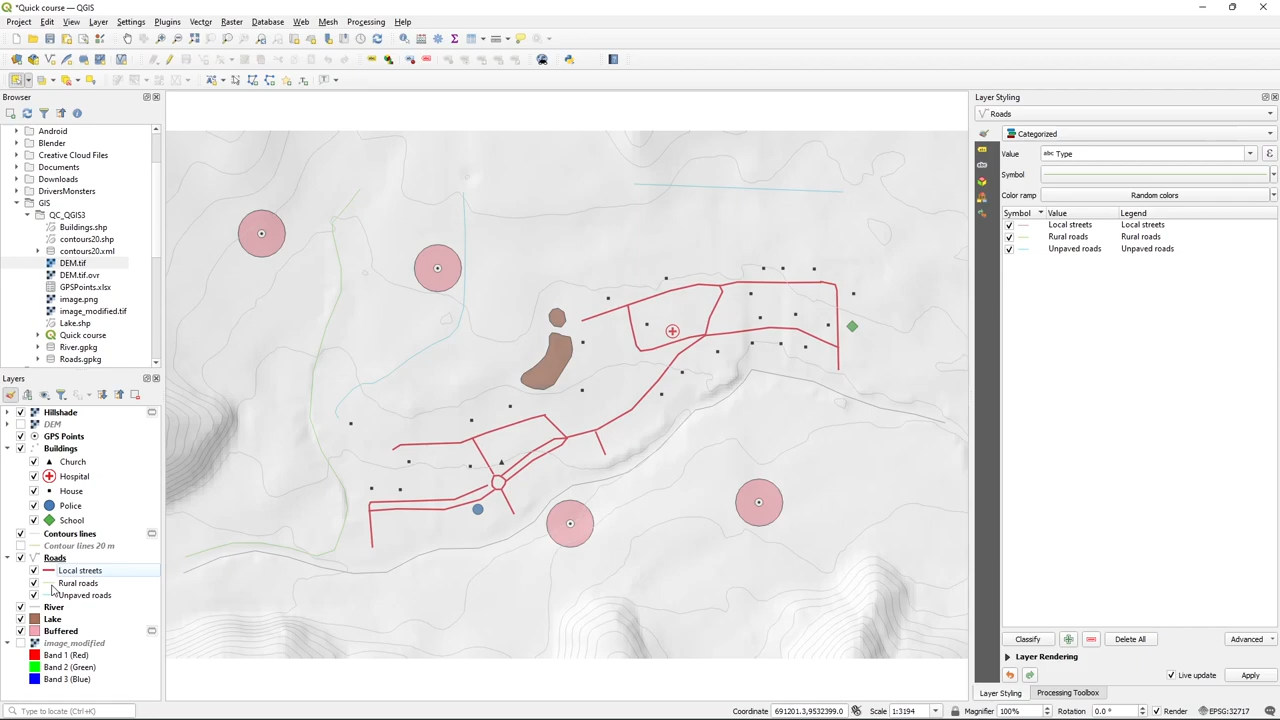 *Quick course — QGIS
Project Edit View Layer Settings Plugins Vector Raster Database Web Mesh Processing Help
Browser
Android
Blender
Creative Cloud Files
Documents
Downloads
DriversMonsters
GIS
QC_QGIS3
Buildings.shp
contours20.shp
contours20.xml
DEM.tif
DEM.tif.ovr
GPSPoints.xlsx
image.png
image_modified.tif
Lake.shp
Quick course
River.gpkg
Roads.gpkg
Layers
Hillshade
DEM
GPS Points
Buildings
Church
Hospital
House
Police
School
Contours lines
Contour lines 20 m
Roads
Local streets
Rural roads
Unpaved roads
River
Lake
Buffered
image_modified
Band 1 (Red)
Band 2 (Green)
Band 3 (Blue)
Layer Styling
Roads
Categorized
Value abc Type
Symbol
Color ramp Random colors
Symbol Value Legend
Local streets Local streets
Rural roads Rural roads
Unpaved roads Unpaved roads
Classify Delete All Advanced
Layer Rendering
Live update Apply
Layer Styling Processing Toolbox
Type to locate (Ctrl+K) Coordinate 691201.3,9532399.0 Scale 1:3194 Magnifier 100% Rotation 0.0 ° Render EPSG:32717